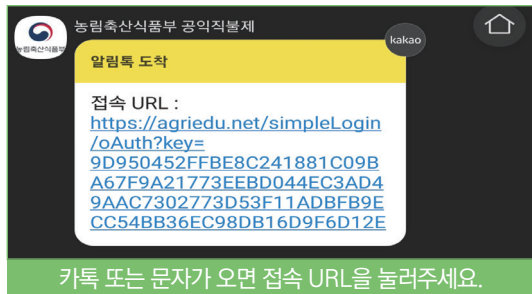 농림축산식품부 공익직불제
농림축산식품부
kakao
알림톡 도착
접속 URL :
https://agriedu.net/simpleLogin
/oAuth?key=
9D950452FFBE8C241881C09B
A67F9A21773EEBD044EC3AD4
9AAC7302773D53F11ADBFB9E
CC54BB36EC98DB16D9F6D12E
카톡 또는 문자가 오면 접속 URL을 눌러주세요.